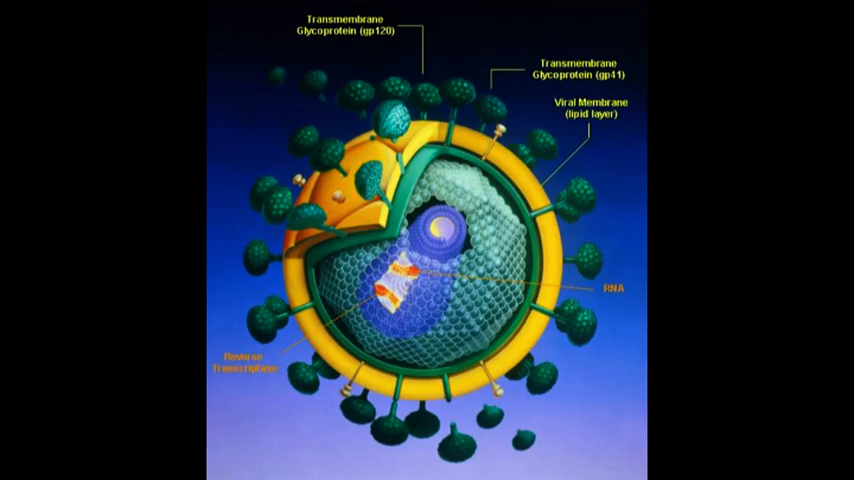 Transmembrane
Glycoprotein (gp120)
Transmembrane
Glycoprotein (gp41)
Viral Membrane
(lipid layer)
RNA
Reverse
Transcriptase